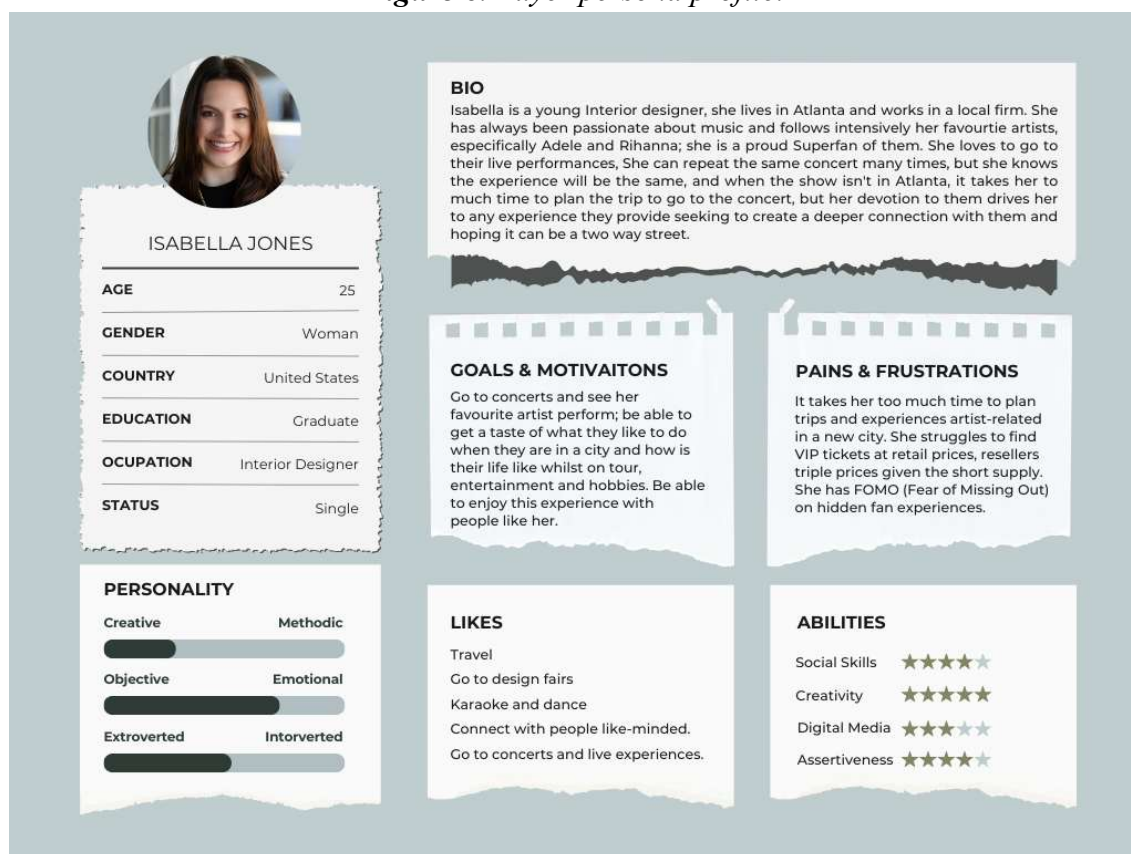 ISABELLA JONES
AGE 25
GENDER Woman
COUNTRY United States
EDUCATION Graduate
OCUPATION Interior Designer
STATUS Single
PERSONALITY
Creative Methodic
Objective Emotional
Extroverted Intorverted
BIO
Isabella is a young Interior designer, she lives in Atlanta and works in a local firm. She
has always been passionate about music and follows intensively her favourtie artists,
especifically Adele and Rihanna; she is a proud Superfan of them. She loves to go to
their live performances, She can repeat the same concert many times, but she knows
the experience will be the same, and when the show isn't in Atlanta, it takes her to
much time to plan the trip to go to the concert, but her devotion to them drives her
to any experience they provide seeking to create a deeper connection with them and
hoping it can be a two way street.
GOALS & MOTIVAITONS
Go to concerts and see her
favourite artist perform; be able to
get a taste of what they like to do
when they are in a city and how is
their life like whilst on tour,
entertainment and hobbies. Be able
to enjoy this experience with
people like her.
PAINS & FRUSTRATIONS
It takes her too much time to plan
trips and experiences artist-related
in a new city. She struggles to find
VIP tickets at retail prices, resellers
triple prices given the short supply.
She has FOMO (Fear of Missing Out)
on hidden fan experiences.
LIKES
Travel
Go to design fairs
Karaoke and dance
Connect with people like-minded.
Go to concerts and live experiences.
ABILITIES
Social Skills
Creativity
Digital Media
Assertiveness